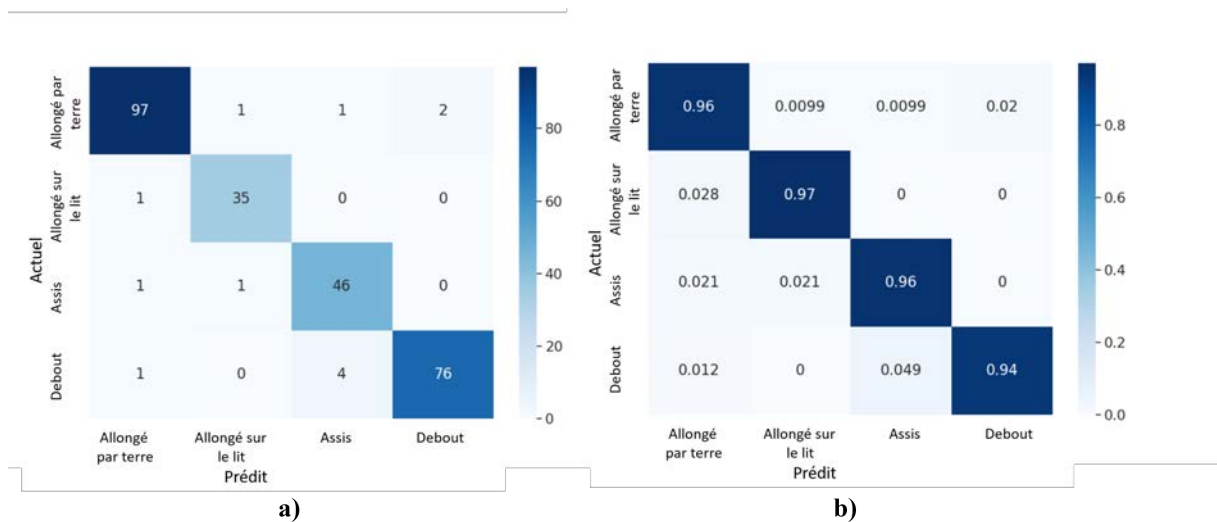 Allongé par
terre
97 1 1 2
Allongé sur
le lit
1 35 0 0
Actuel
Assis
1 1 46 0
Debout
1 0 4 76
80
60
40
20
0
Allongé
par terre
Allongé sur
le lit
Assis
Debout
Prédit
a)
Allongé par
terre
0.96 0.0099 0.0099 0.02
Allongé sur
le lit
0.028 0.97 0 0
Actuel
Assis
0.021 0.021 0.96 0
Debout
0.012 0 0.049 0.94
0.8
0.6
0.4
0.2
0.0
Allongé
par terre
Allongé sur
le lit
Assis
Debout
Prédit
b)